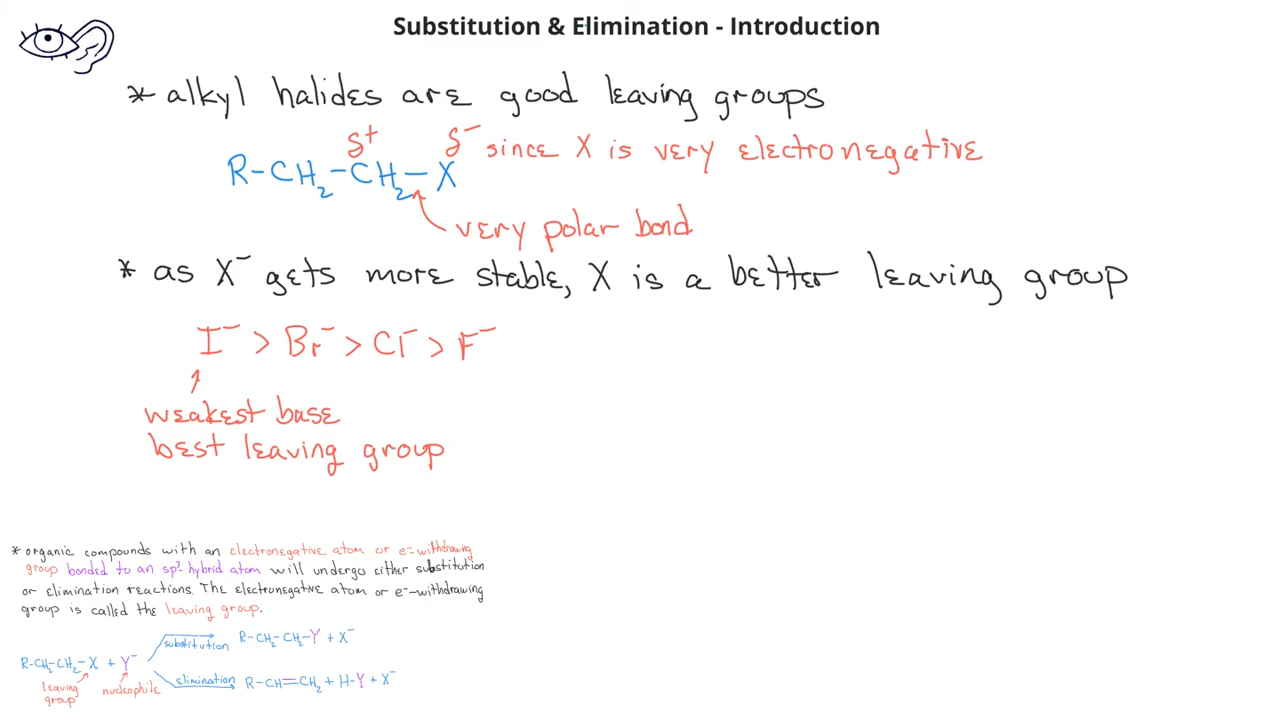 Substitution & Elimination - Introduction
* alkyl halides are good leaving groups
δ+ δ− since X is very electronegative
R-CH₂-CH₂-X
very polar bond
* as X⁻ gets more stable, X is a better leaving group
I⁻ > Br⁻ > Cl⁻ > F⁻
weakest base
best leaving group
* organic compounds with an electronegative atom or e⁻-withdrawing
group bonded to an sp³-hybrid atom will undergo either substitution
or elimination reactions. The electronegative atom or e⁻-withdrawing
group is called the leaving group.
substitution R-CH₂-CH₂-Y + X⁻
R-CH₂-CH₂-X + Y⁻
leaving group
nucleophile
elimination R-CH=CH₂ + H-Y + X⁻